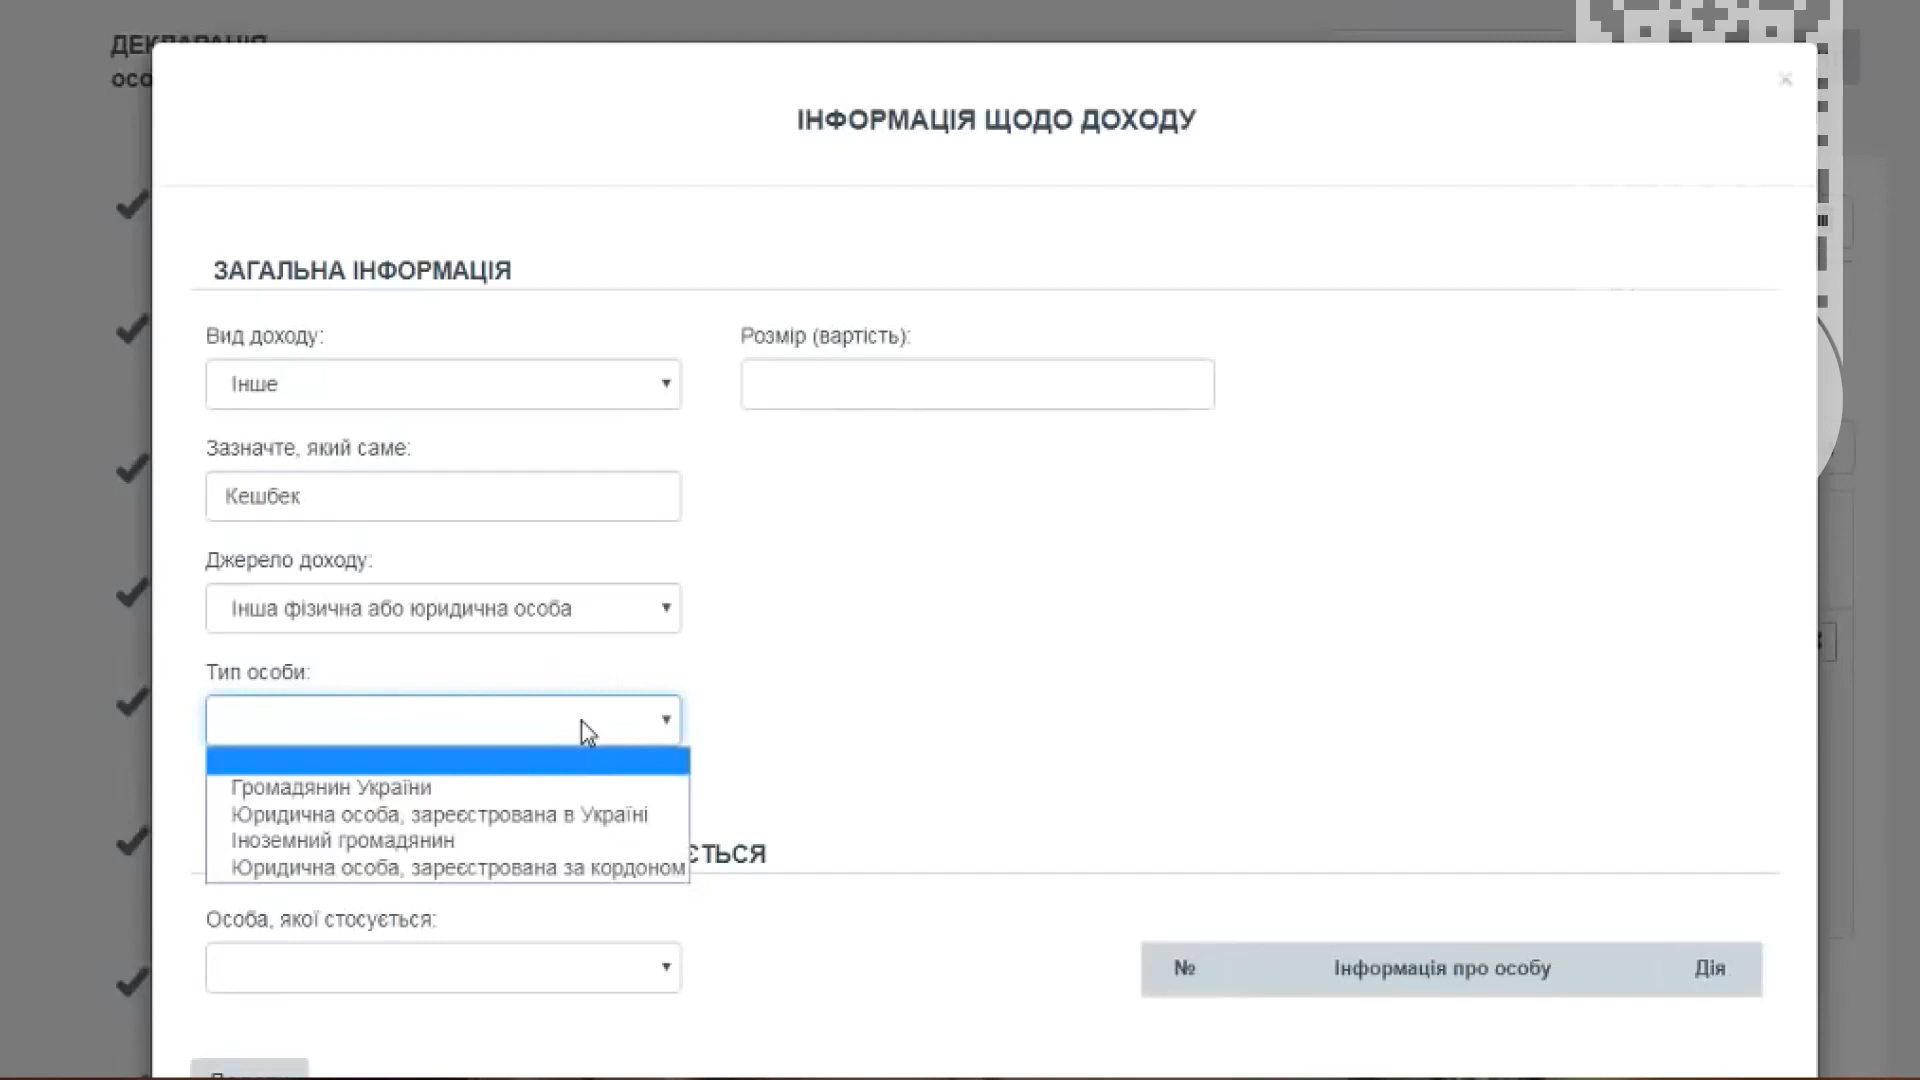 ДЕКЛАРАЦІЯ
×
ІНФОРМАЦІЯ ЩОДО ДОХОДУ
ЗАГАЛЬНА ІНФОРМАЦІЯ
Вид доходу:
Розмір (вартість):
Інше
Зазначте, який саме:
Кешбек
Джерело доходу:
Інша фізична або юридична особа
Тип особи:
Громадянин України
Юридична особа, зареєстрована в Україні
Іноземний громадянин
Юридична особа, зареєстрована за кордоном
ЄТЬСЯ
Особа, якої стосується:
№ Інформація про особу Дія